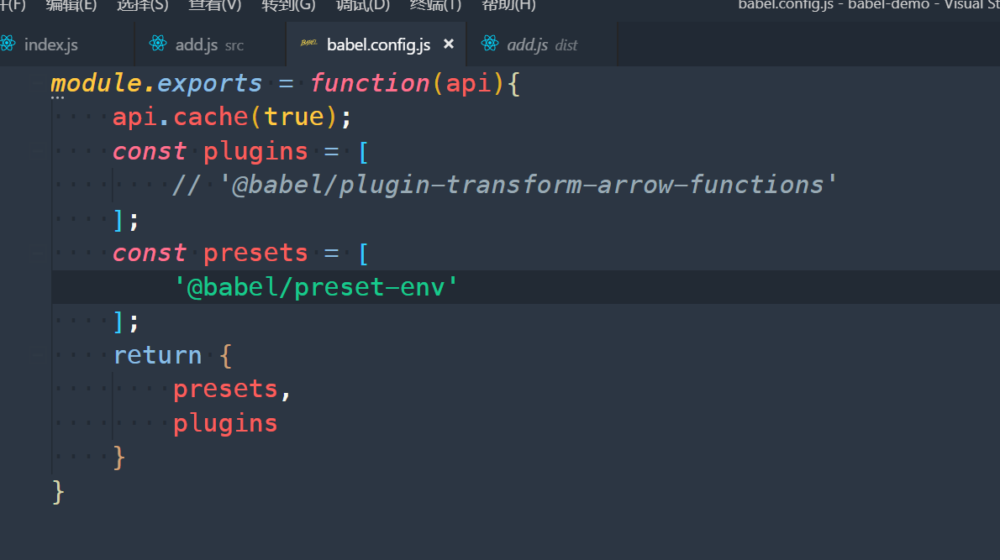 编辑(E) 选择(S) 查看(V) 转到(G) 调试(D) 终端(T) 帮助(H) babel.config.js - babel-demo - Visual St
index.js add.js src babel.config.js × add.js dist
module.exports = function(api){
api.cache(true);
const plugins = [
// '@babel/plugin-transform-arrow-functions'
];
const presets = [
'@babel/preset-env'
];
return {
presets,
plugins
}
}